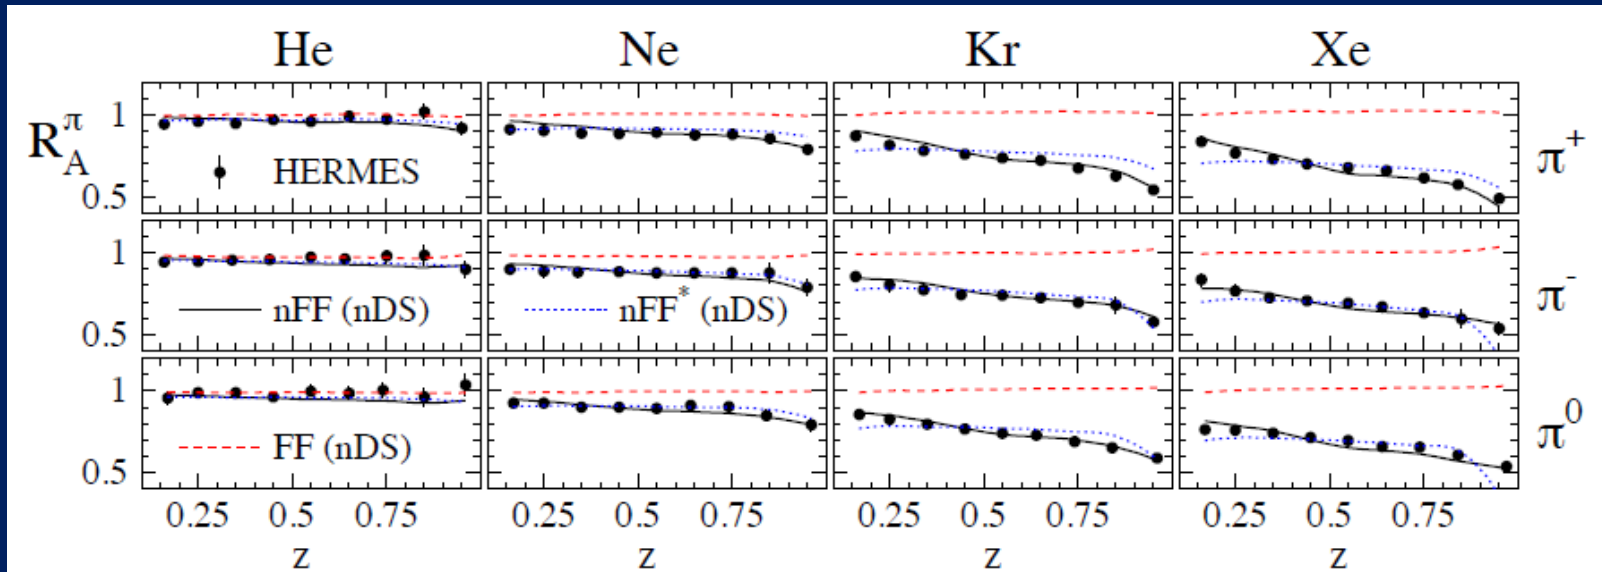 He Ne Kr Xe
1
R_A^π
HERMES
0.5
π⁺
1
nFF (nDS) nFF* (nDS)
0.5
π⁻
1
FF (nDS)
0.5
π⁰
0.25 0.5 0.75 0.25 0.5 0.75 0.25 0.5 0.75 0.25 0.5 0.75
z z z z